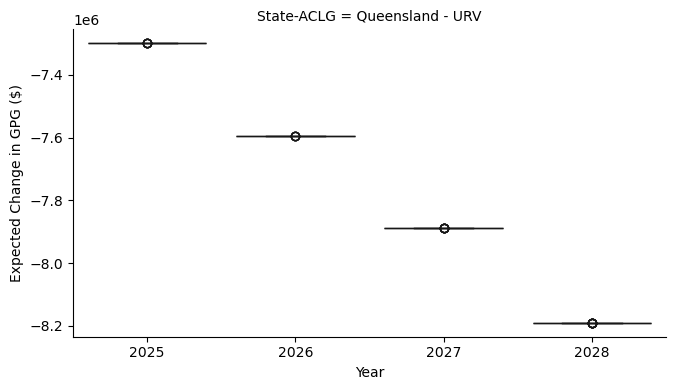 State-ACLG = Queensland - URV
1e6
−7.4
−7.6
−7.8
−8.0
−8.2
Expected Change in GPG ($)
2025 2026 2027 2028
Year